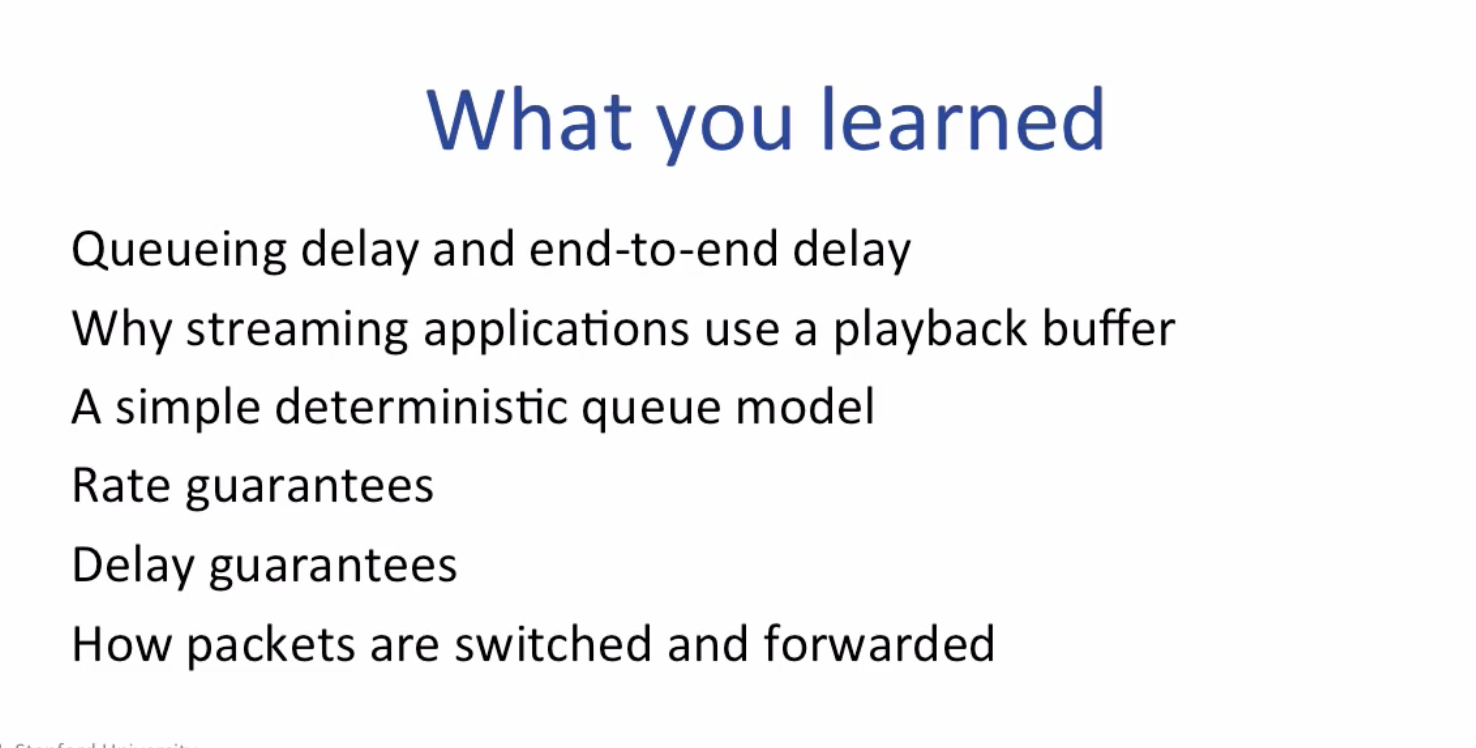 What you learned
Queueing delay and end-to-end delay
Why streaming applications use a playback buffer
A simple deterministic queue model
Rate guarantees
Delay guarantees
How packets are switched and forwarded
Stanford University